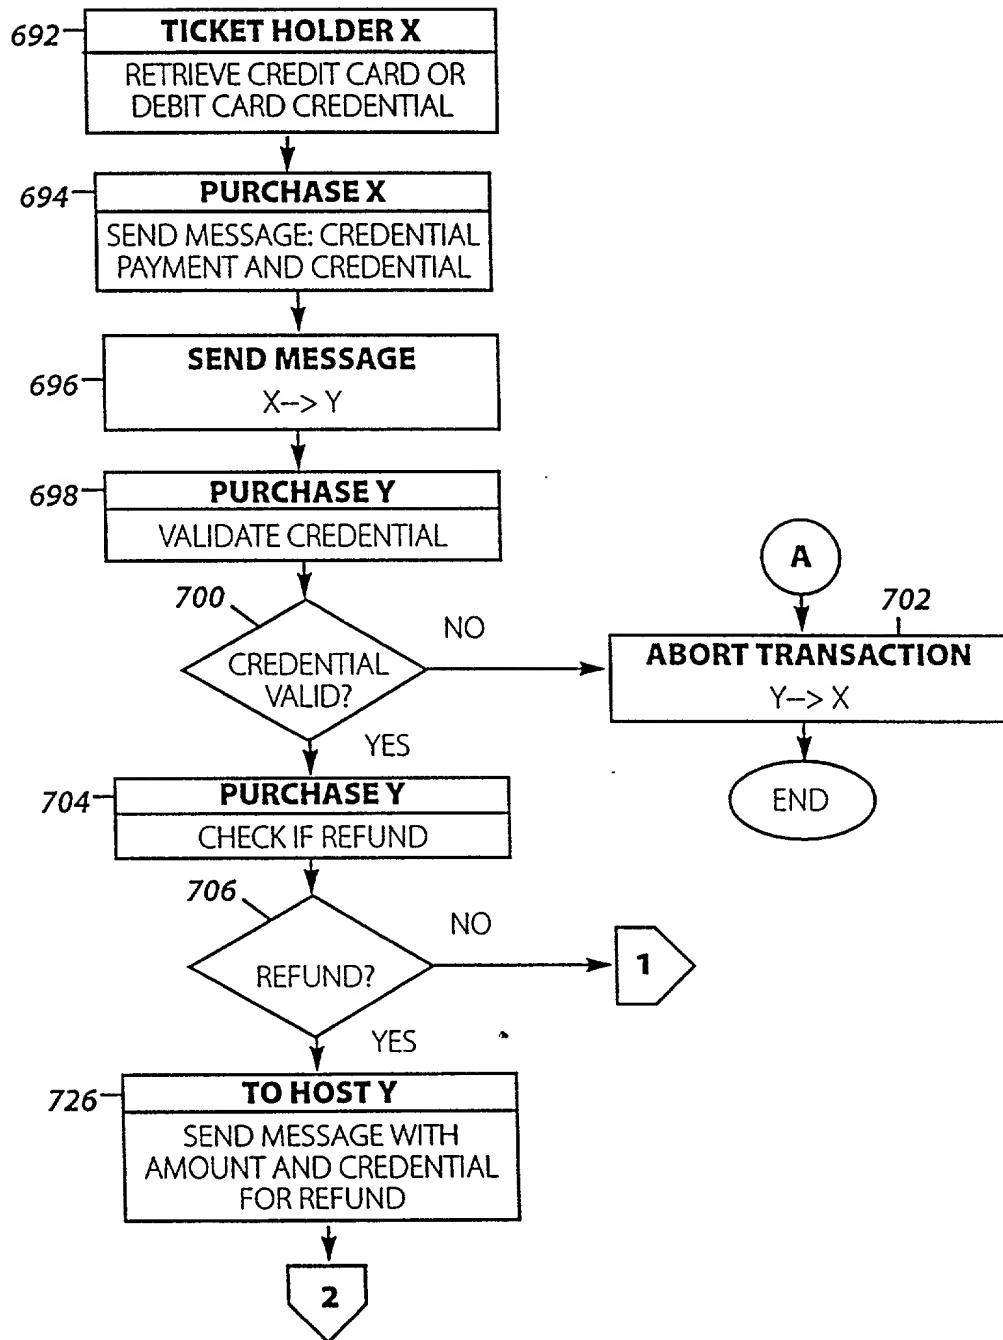 692
TICKET HOLDER X
RETRIEVE CREDIT CARD OR
DEBIT CARD CREDENTIAL
694
PURCHASE X
SEND MESSAGE: CREDENTIAL
PAYMENT AND CREDENTIAL
SEND MESSAGE
696
X--> Y
698
PURCHASE Y
VALIDATE CREDENTIAL
A
700
NO
702
CREDENTIAL
VALID?
ABORT TRANSACTION
Y--> X
YES
704
PURCHASE Y
CHECK IF REFUND
END
706
NO
REFUND?
1
YES
726
TO HOST Y
SEND MESSAGE WITH
AMOUNT AND CREDENTIAL
FOR REFUND
2